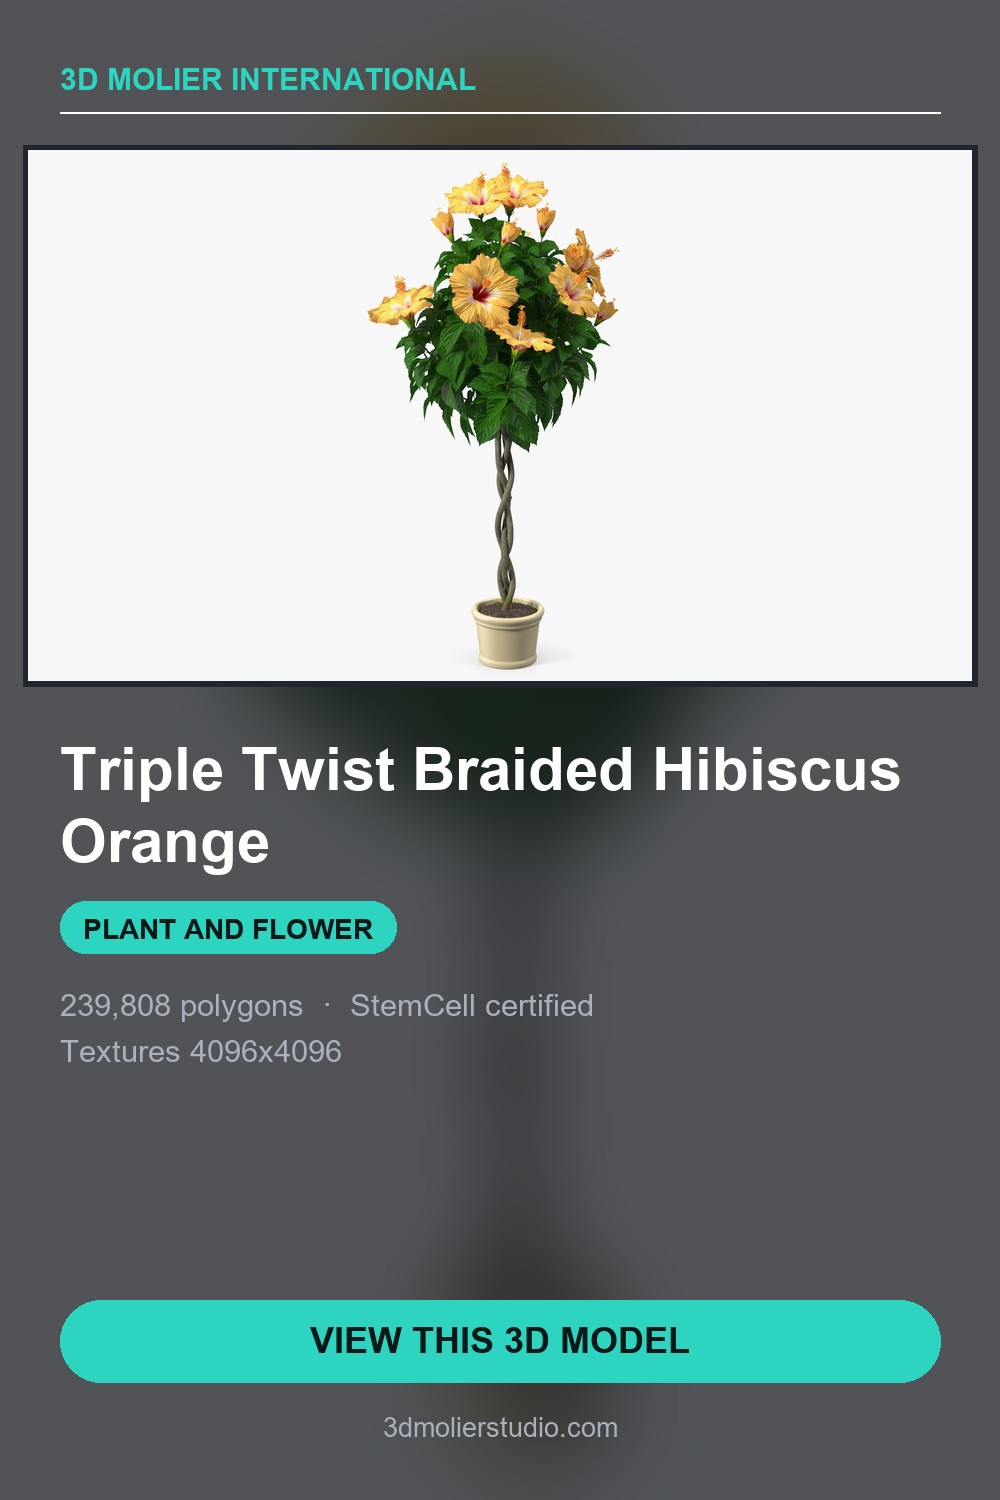 3D MOLIER INTERNATIONAL
Triple Twist Braided Hibiscus
Orange
PLANT AND FLOWER
239,808 polygons · StemCell certified
Textures 4096x4096
VIEW THIS 3D MODEL
3dmolierstudio.com